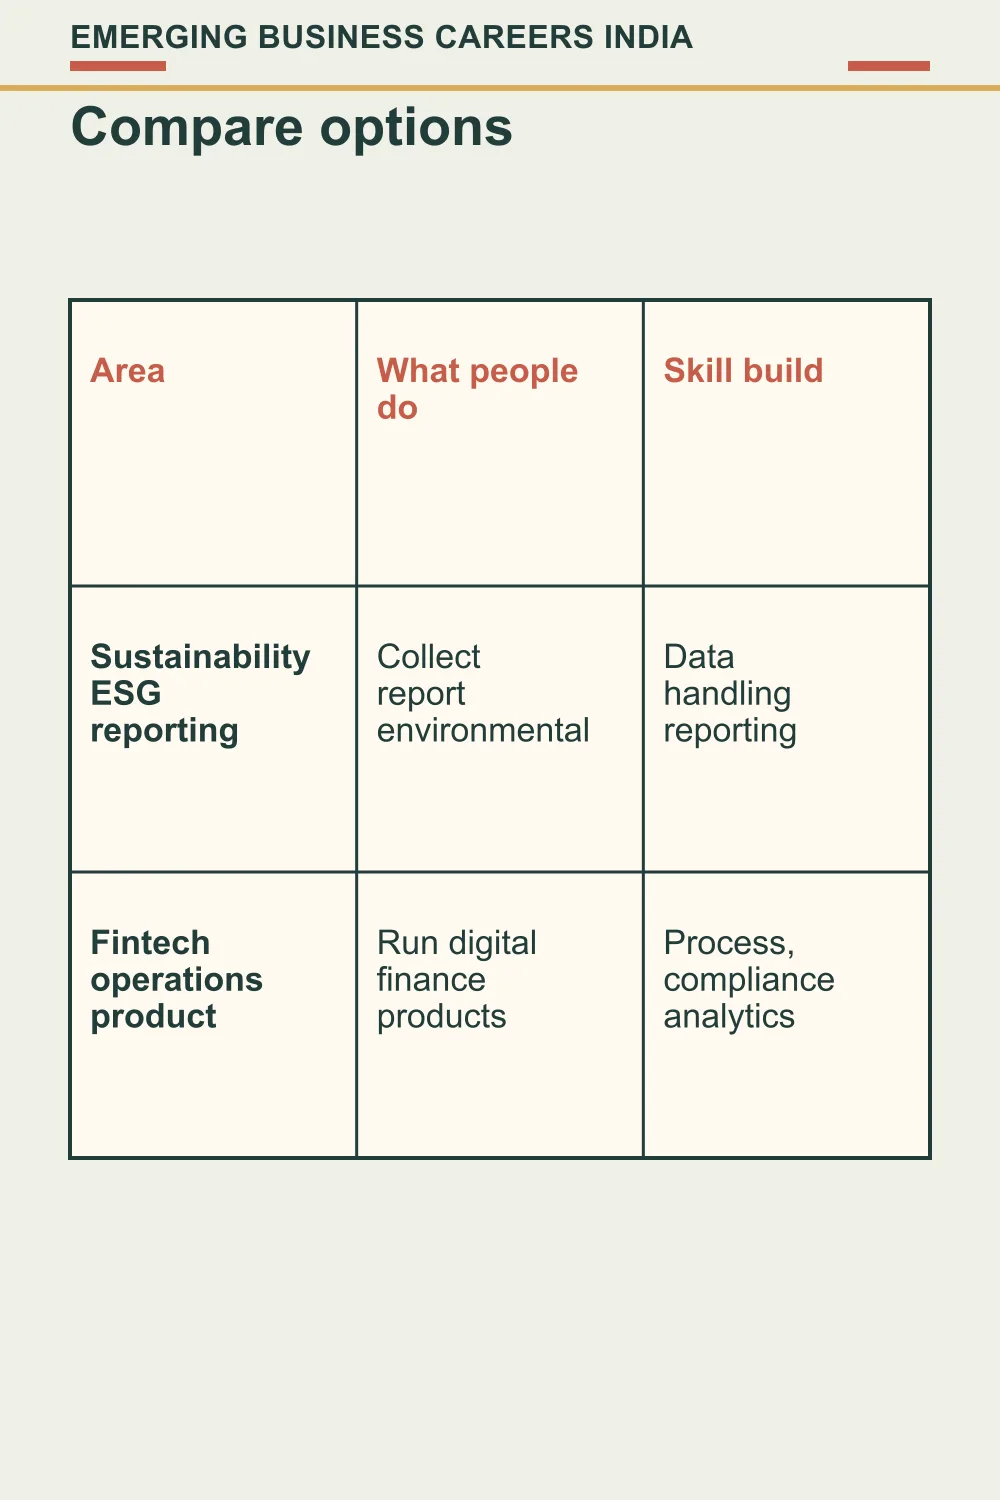 EMERGING BUSINESS CAREERS INDIA
Compare options
Area
What people
do
Skill build
Sustainability
ESG
reporting
Collect
report
environmental
Data
handling
reporting
Fintech
operations
product
Run digital
finance
products
Process,
compliance
analytics